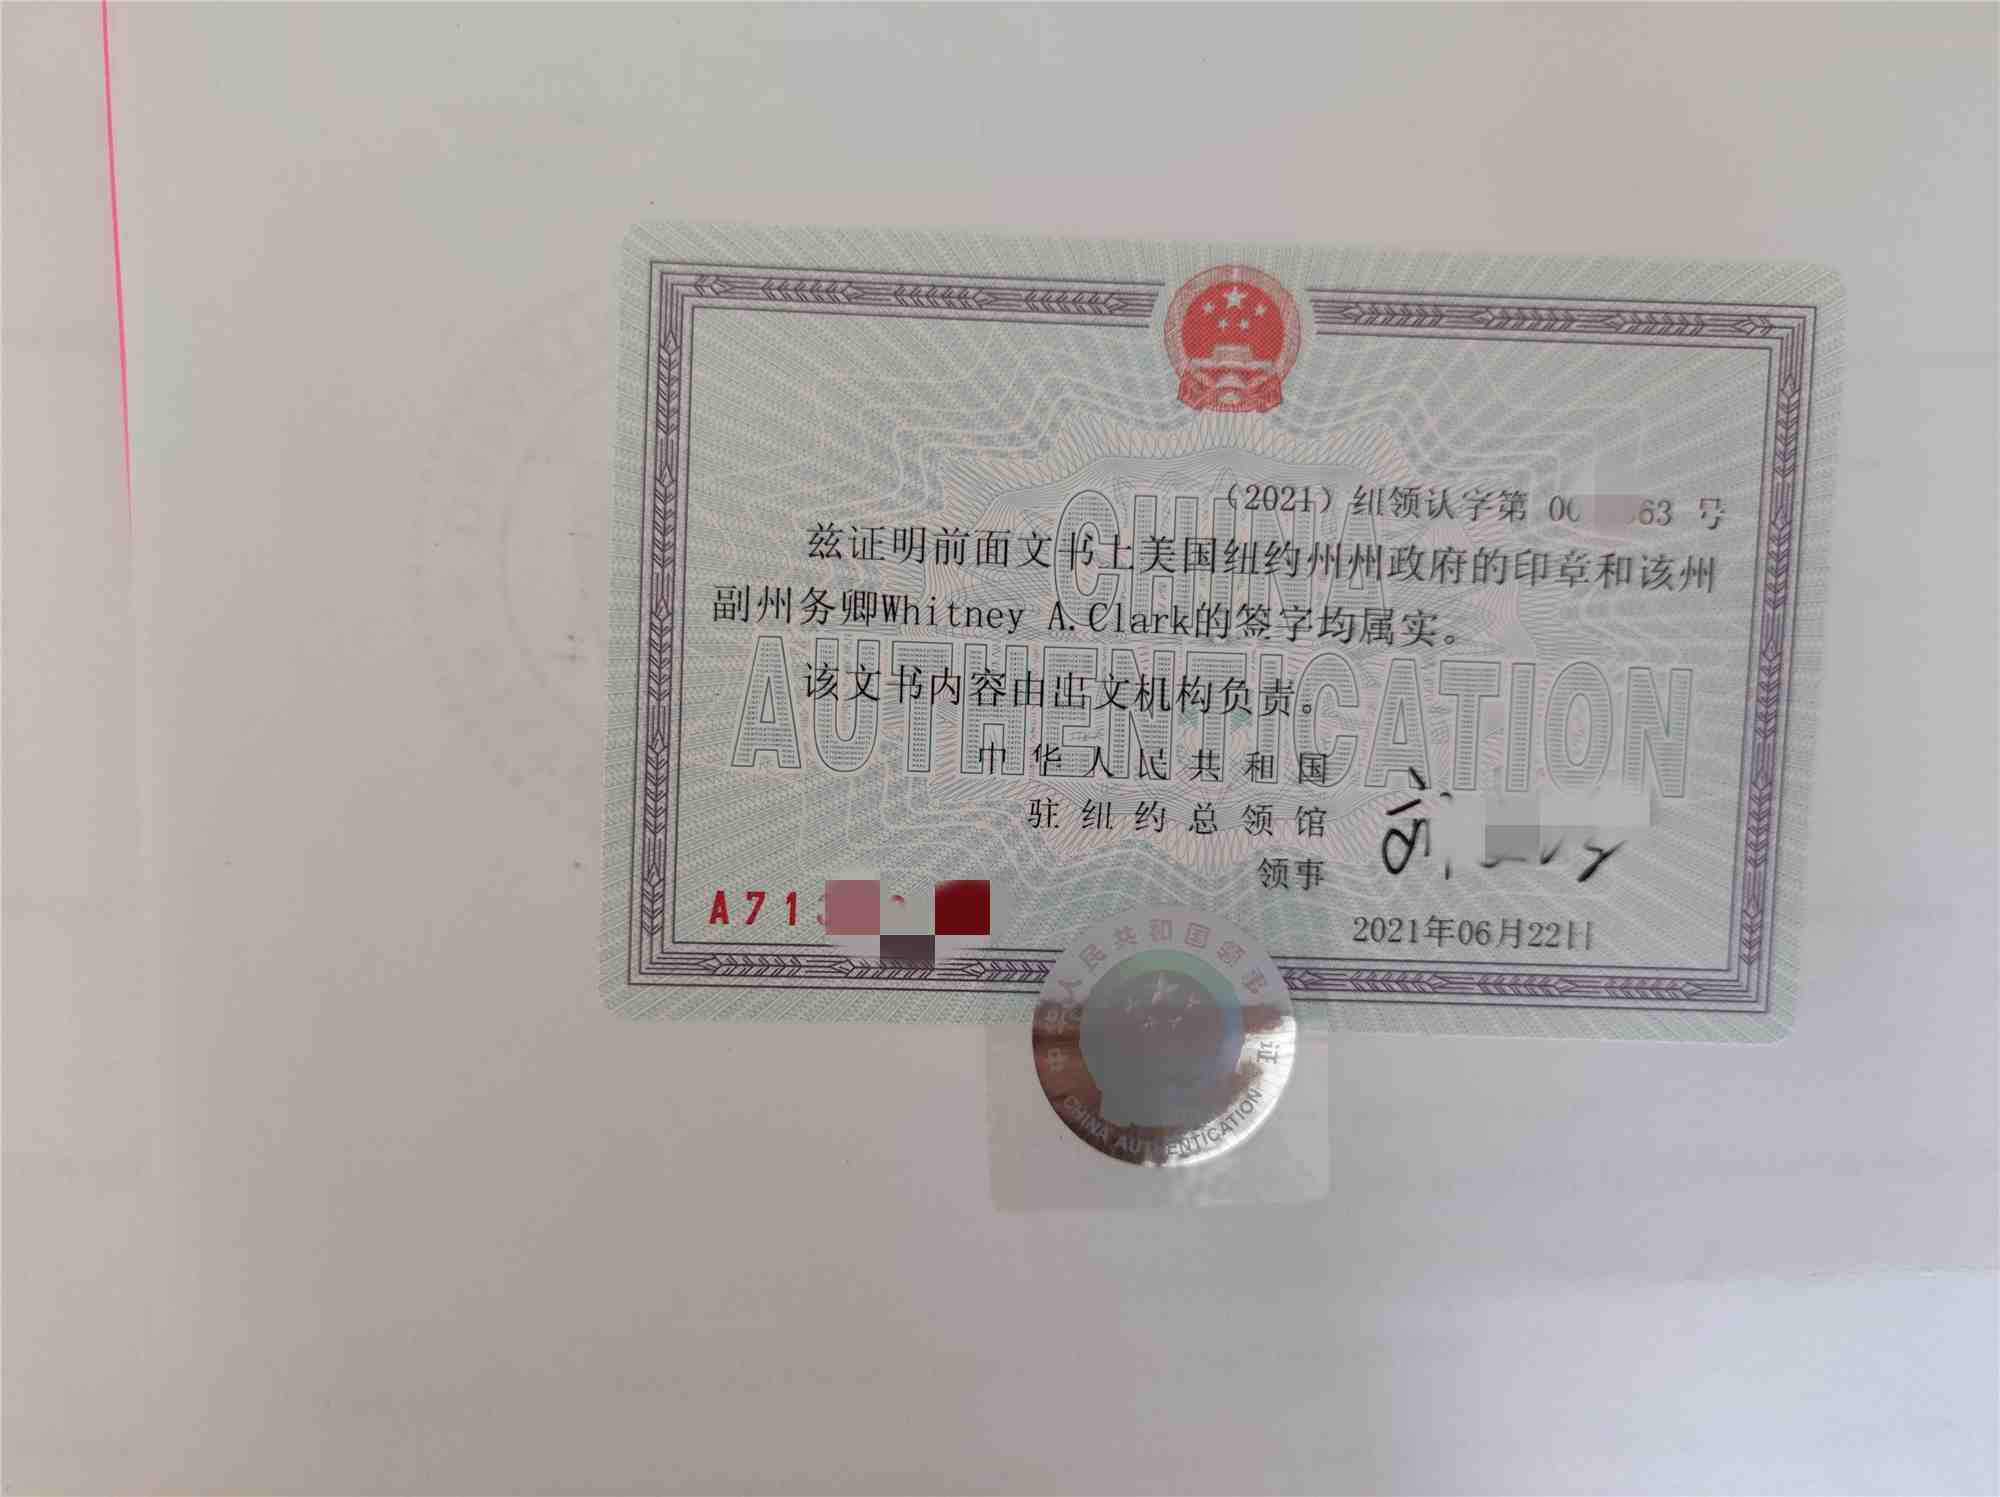 （2021）纽领认字第 00 63 号
兹证明前面文书上美国纽约州州政府的印章和该州
副州务卿Whitney A.Clark的签字均属实。
该文书内容由出文机构负责。
中华人民共和国
驻纽约总领馆
领事
2021年06月22日
A71
CHINA
AUTHENTICATION
中华人民共和国领事 证
CHINA AUTHENTICATION